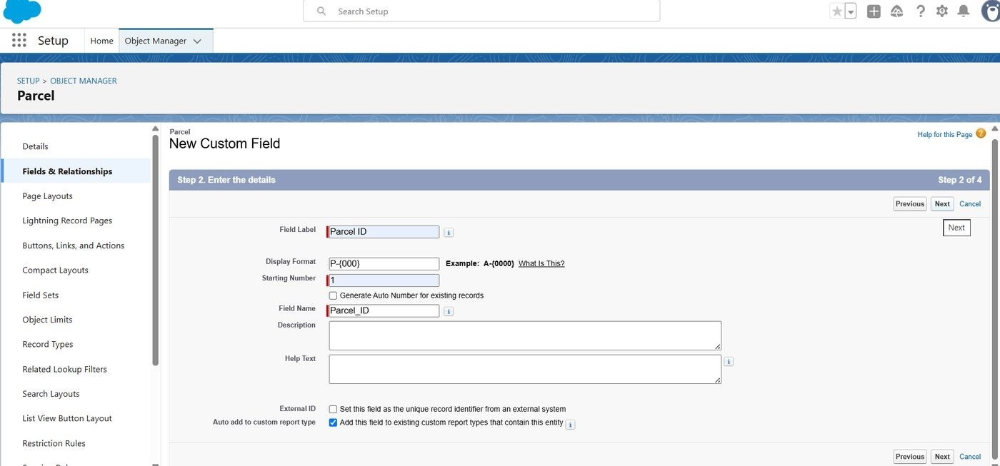 Search Setup
Setup Home Object Manager
SETUP > OBJECT MANAGER
Parcel
Details
Fields & Relationships
Page Layouts
Lightning Record Pages
Buttons, Links, and Actions
Compact Layouts
Field Sets
Object Limits
Record Types
Related Lookup Filters
Search Layouts
List View Button Layout
Restriction Rules
Parcel
New Custom Field
Help for this Page ?
Step 2. Enter the details Step 2 of 4
Previous Next Cancel
Next
Field Label Parcel ID i
Display Format P-{000} Example: A-{0000} What Is This?
Starting Number 1
Generate Auto Number for existing records
Field Name Parcel_ID i
Description
Help Text i
External ID Set this field as the unique record identifier from an external system
Auto add to custom report type Add this field to existing custom report types that contain this entity i
Previous Next Cancel